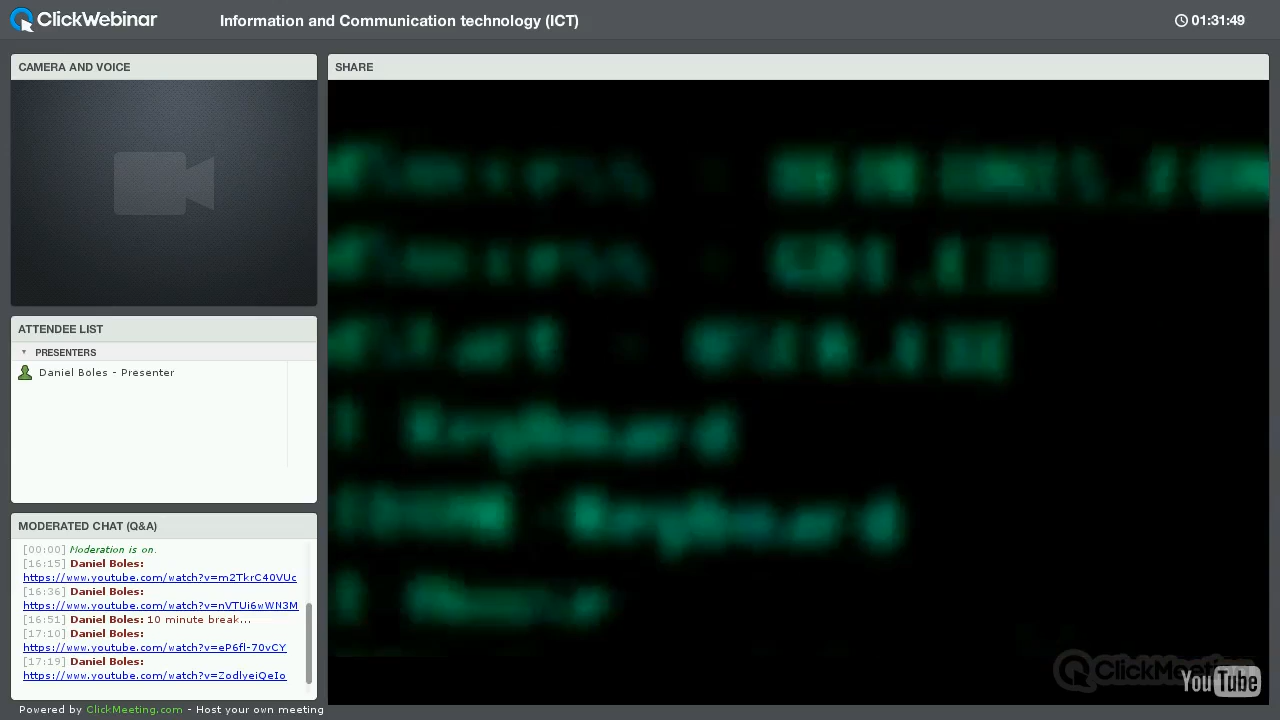 ClickWebinar
Information and Communication technology (ICT)
01:31:49
CAMERA AND VOICE
SHARE
ATTENDEE LIST
PRESENTERS
Daniel Boles - Presenter
MODERATED CHAT (Q&A)
[00:00] Moderation is on.
[16:15] Daniel Boles:
https://www.youtube.com/watch?v=m2TkrC40VUc
[16:36] Daniel Boles:
https://www.youtube.com/watch?v=nVTUi6wWN3M
[16:51] Daniel Boles: 10 minute break...
[17:10] Daniel Boles:
https://www.youtube.com/watch?v=eP6fl-70vCY
[17:19] Daniel Boles:
https://www.youtube.com/watch?v=ZodlyeiQeIo
ClickMeeting
YouTube
Powered by ClickMeeting.com - Host your own meeting